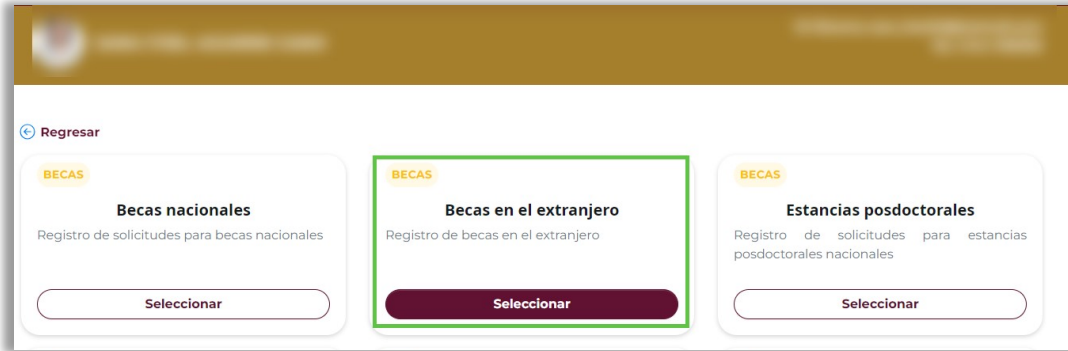 Regresar
BECAS
Becas nacionales
Registro de solicitudes para becas nacionales
Seleccionar
BECAS
Becas en el extranjero
Registro de becas en el extranjero
Seleccionar
BECAS
Estancias posdoctorales
Registro de solicitudes para estancias
posdoctorales nacionales
Seleccionar